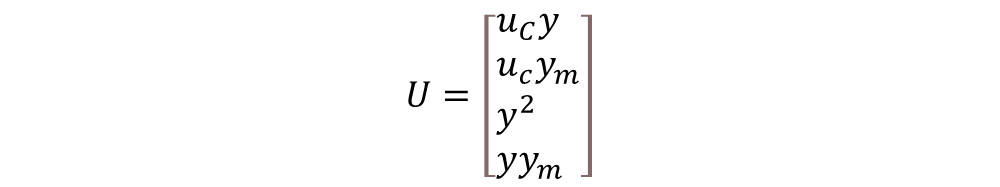 U = [u_C y
u_c y_m
y^2
y y_m]